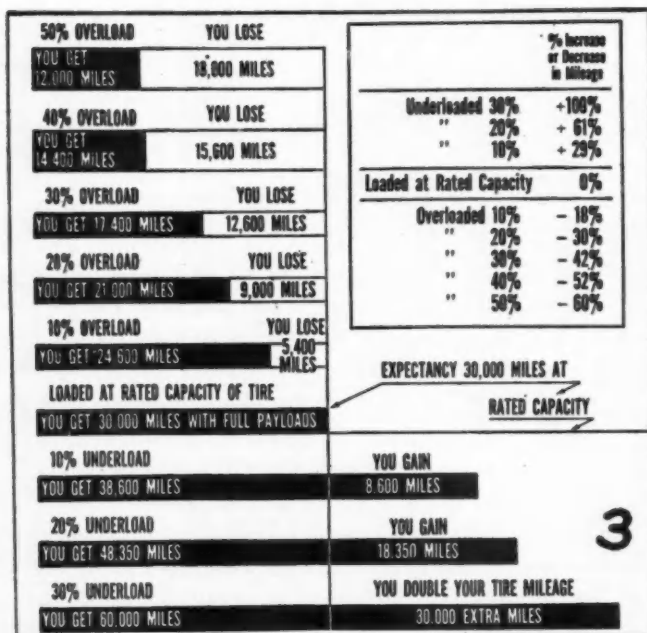 50% OVERLOAD YOU LOSE
YOU GET
12.000 MILES 18,000 MILES
40% OVERLOAD YOU LOSE
YOU GET
14.400 MILES 15,600 MILES
30% OVERLOAD YOU LOSE
YOU GET 17.400 MILES 12,600 MILES
20% OVERLOAD YOU LOSE
YOU GET 21.000 MILES 9,000 MILES
10% OVERLOAD YOU LOSE
YOU GET 24.600 MILES 5,400
MILES
LOADED AT RATED CAPACITY OF TIRE
YOU GET 30.000 MILES WITH FULL PAYLOADS
% Increase
or Decrease
in Mileage
Underloaded 30% +100%
" 20% + 61%
" 10% + 29%
Loaded at Rated Capacity 0%
Overloaded 10% – 18%
" 20% – 30%
" 30% – 42%
" 40% – 52%
" 50% – 60%
EXPECTANCY 30,000 MILES AT
RATED CAPACITY
10% UNDERLOAD YOU GAIN
YOU GET 38,600 MILES 8.600 MILES
20% UNDERLOAD YOU GAIN
YOU GET 48.350 MILES 18.350 MILES
3
30% UNDERLOAD YOU DOUBLE YOUR TIRE MILEAGE
YOU GET 60.000 MILES 30.000 EXTRA MILES